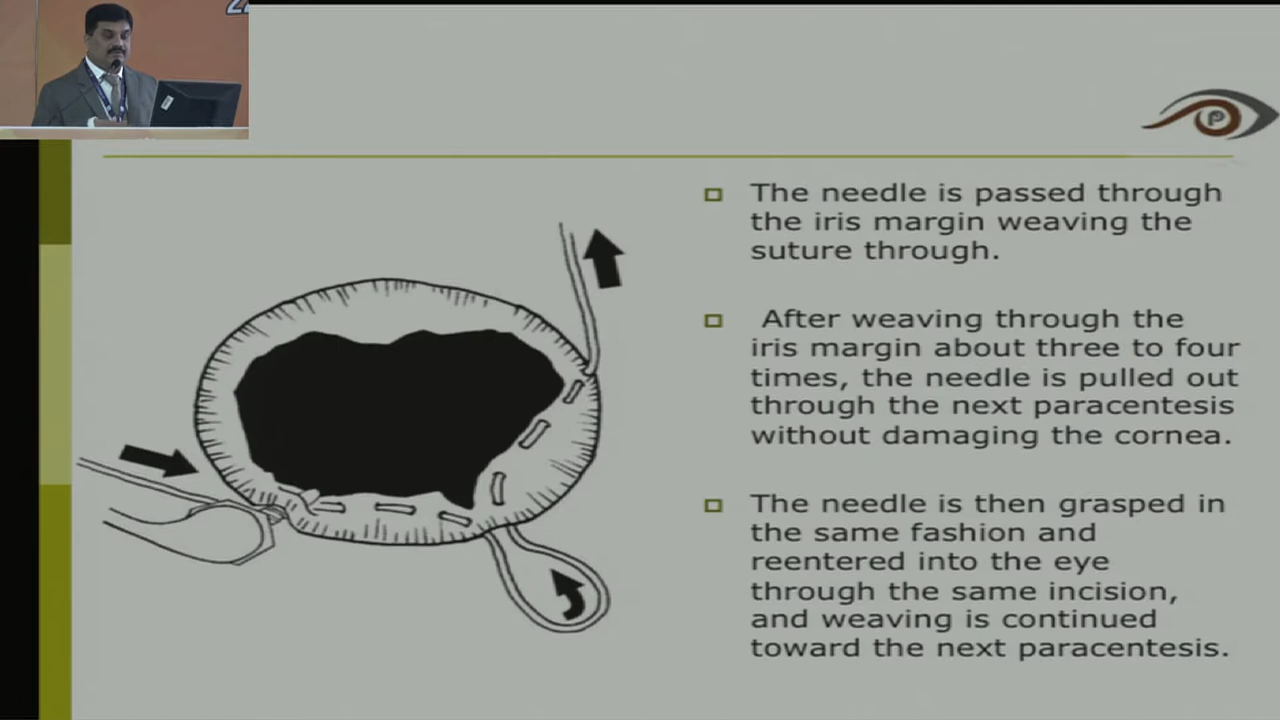 The needle is passed through
the iris margin weaving the
suture through.
After weaving through the
iris margin about three to four
times, the needle is pulled out
through the next paracentesis
without damaging the cornea.
The needle is then grasped in
the same fashion and
reentered into the eye
through the same incision,
and weaving is continued
toward the next paracentesis.